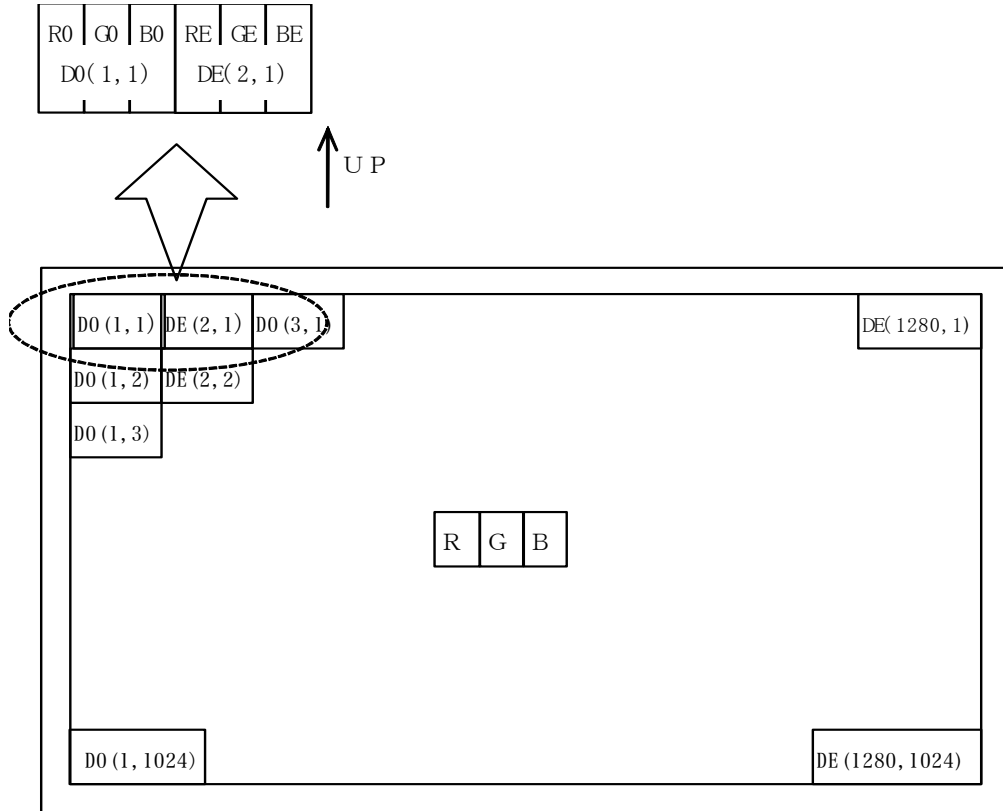 R0 G0 B0 RE GE BE
D0(1,1) DE(2,1)
UP
D0(1,1) DE(2,1) D0(3,1) DE(1280,1)
D0(1,2) DE(2,2)
D0(1,3)
R G B
D0(1,1024) DE(1280,1024)